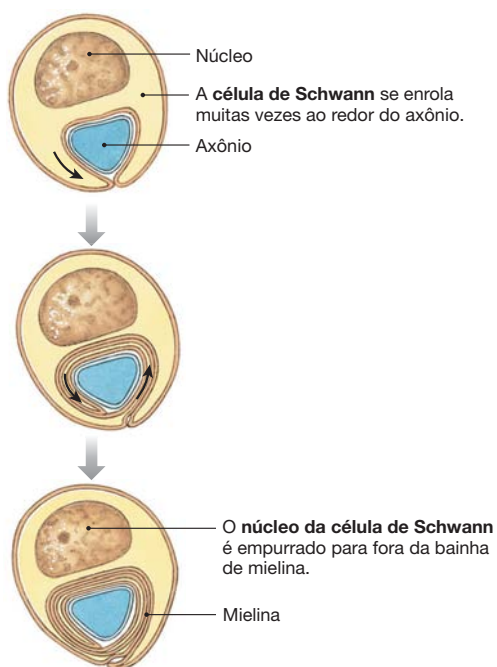 Núcleo
A célula de Schwann se enrola
muitas vezes ao redor do axônio.
Axônio
O núcleo da célula de Schwann
é empurrado para fora da bainha
de mielina.
Mielina